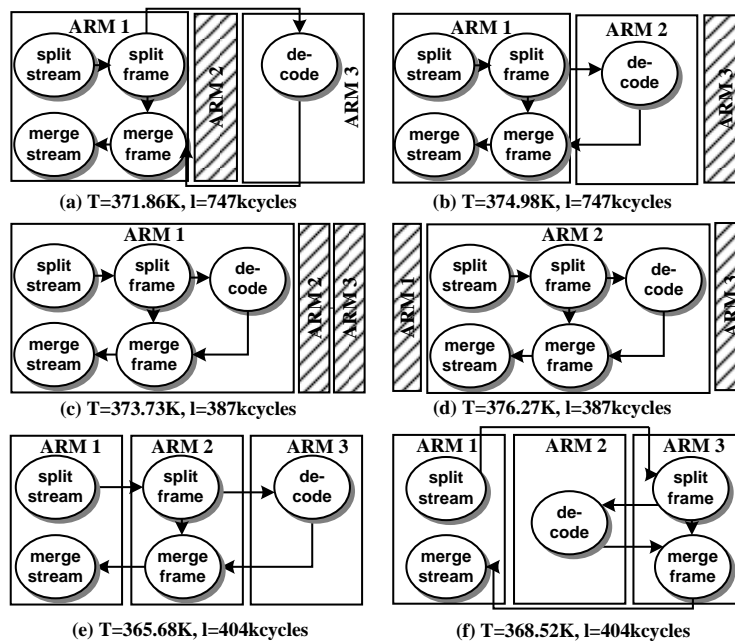 ARM 1
split stream
split frame
merge stream
merge frame
ARM 2
de-code
ARM 3
(a) T=371.86K, l=747kcycles
ARM 1
split stream
split frame
merge stream
merge frame
ARM 2
de-code
ARM 3
(b) T=374.98K, l=747kcycles
ARM 1
split stream
split frame
de-code
merge stream
merge frame
ARM 2
ARM 3
(c) T=373.73K, l=387kcycles
ARM 1
ARM 2
split stream
split frame
de-code
merge stream
merge frame
ARM 3
(d) T=376.27K, l=387kcycles
ARM 1
split stream
merge stream
ARM 2
split frame
merge frame
ARM 3
de-code
(e) T=365.68K, l=404kcycles
ARM 1
split stream
merge stream
ARM 2
de-code
ARM 3
split frame
merge frame
(f) T=368.52K, l=404kcycles